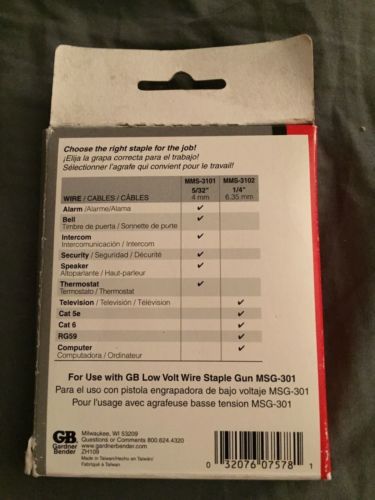 Choose the right staple for the job!
¡Elija la grapa correcta para el trabajo!
Sélectionner l'agrafe qui convient pour le travail!
MMS-3101 MMS-3102
5/32" 1/4"
WIRE / CABLES / CÂBLES 4 mm 6.35 mm
Alarm /Alarme/Alama ✓
Bell ✓
Timbre de puerta / Sonnette de purte
Intercom ✓
Intercomunicación / Intercom
Security / Seguridad / Décurité ✓
Speaker ✓
Altoparlante / Haut-parleur
Thermostat ✓
Termostato / Thermostat
Television / Televisión / Télévision ✓
Cat 5e ✓
Cat 6 ✓
RG59 ✓
Computer ✓
Computadora / Ordinateur
For Use with GB Low Volt Wire Staple Gun MSG-301
Para el uso con pistola engrapadora de bajo voltaje MSG-301
Pour l'usage avec agrafeuse basse tension MSG-301
GB
Gardner
Bender
Milwaukee, WI 53209
Questions or Comments 800.624.4320
www.gardnerbender.com
ZH109
Made in Taiwan/Hecho en Taiwán/
Fabriqué à Taiwan
0 32076 07578 1